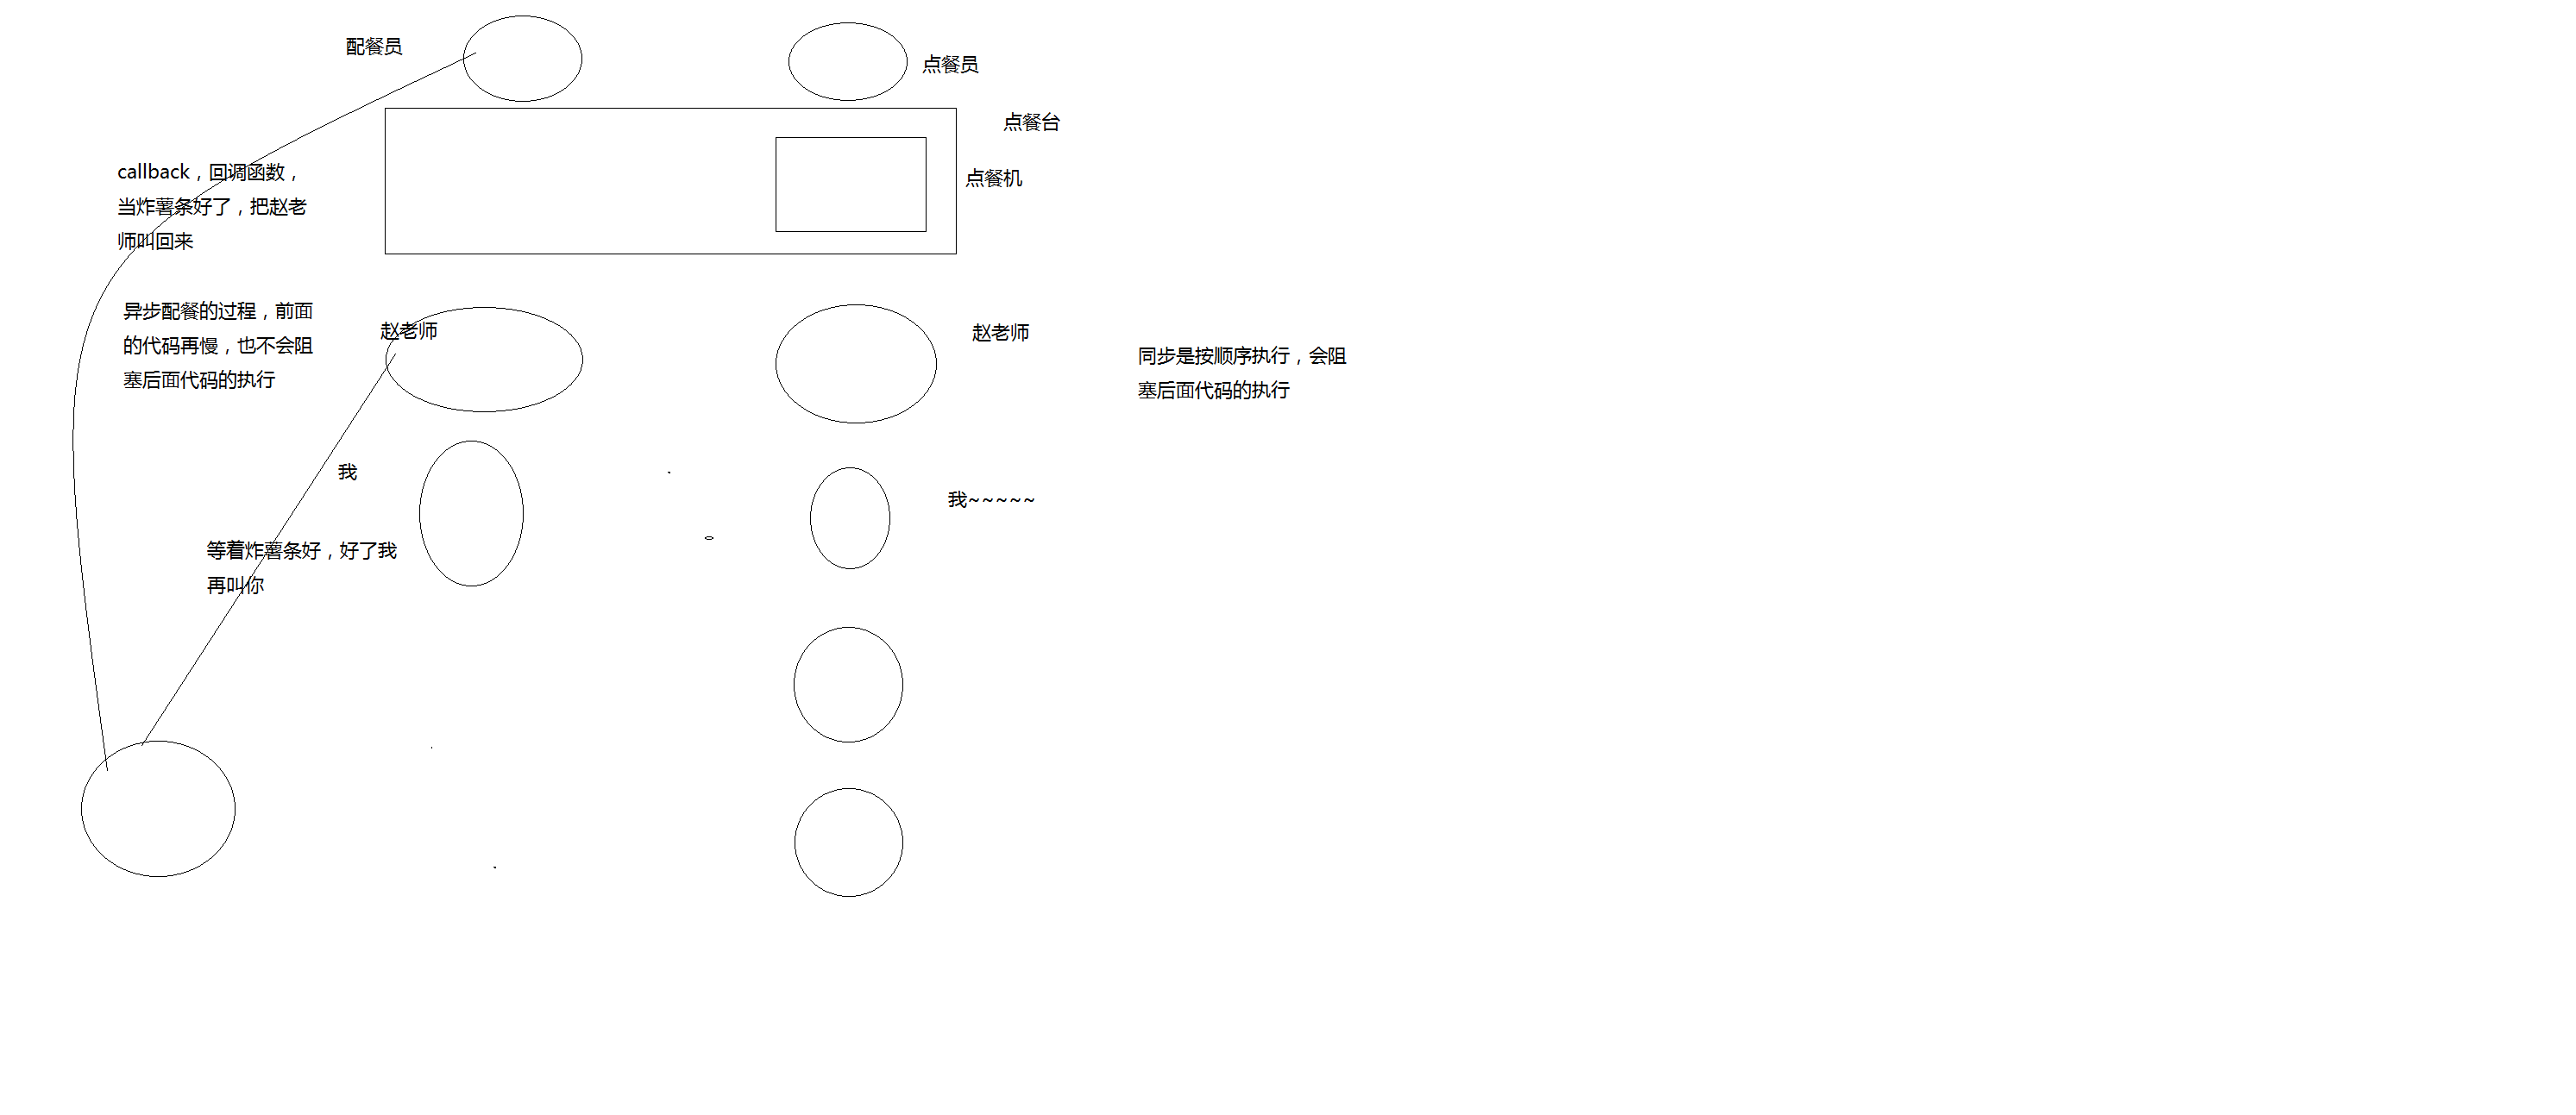 配餐员
点餐员
点餐台
callback，回调函数，
当炸薯条好了，把赵老
师叫回来
点餐机
异步配餐的过程，前面
的代码再慢，也不会阻
塞后面代码的执行
赵老师
赵老师
同步是按顺序执行，会阻
塞后面代码的执行
我
我~~~~~
等着炸薯条好，好了我
再叫你